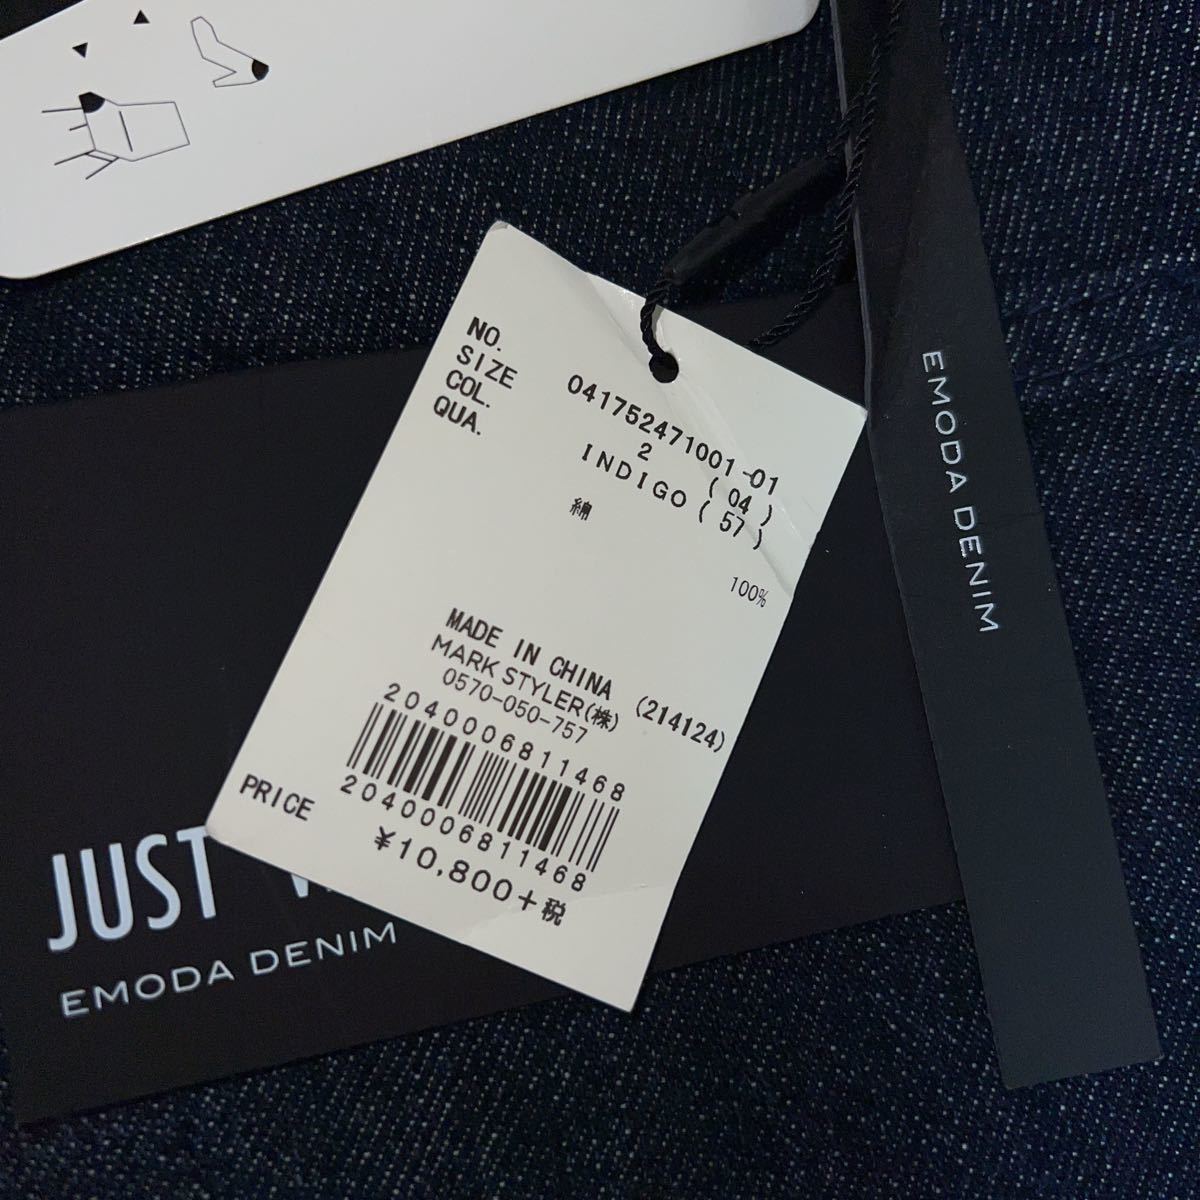 NO. 041752471001-01
SIZE 2 ( 04 )
COL. INDIGO ( 57 )
QUA. 綿 100%
MADE IN CHINA
MARK STYLER(株) (214124)
0570-050-757
2040006811468
2040006811468
PRICE ¥10,800+税
JUST
EMODA DENIM
EMODA DENIM